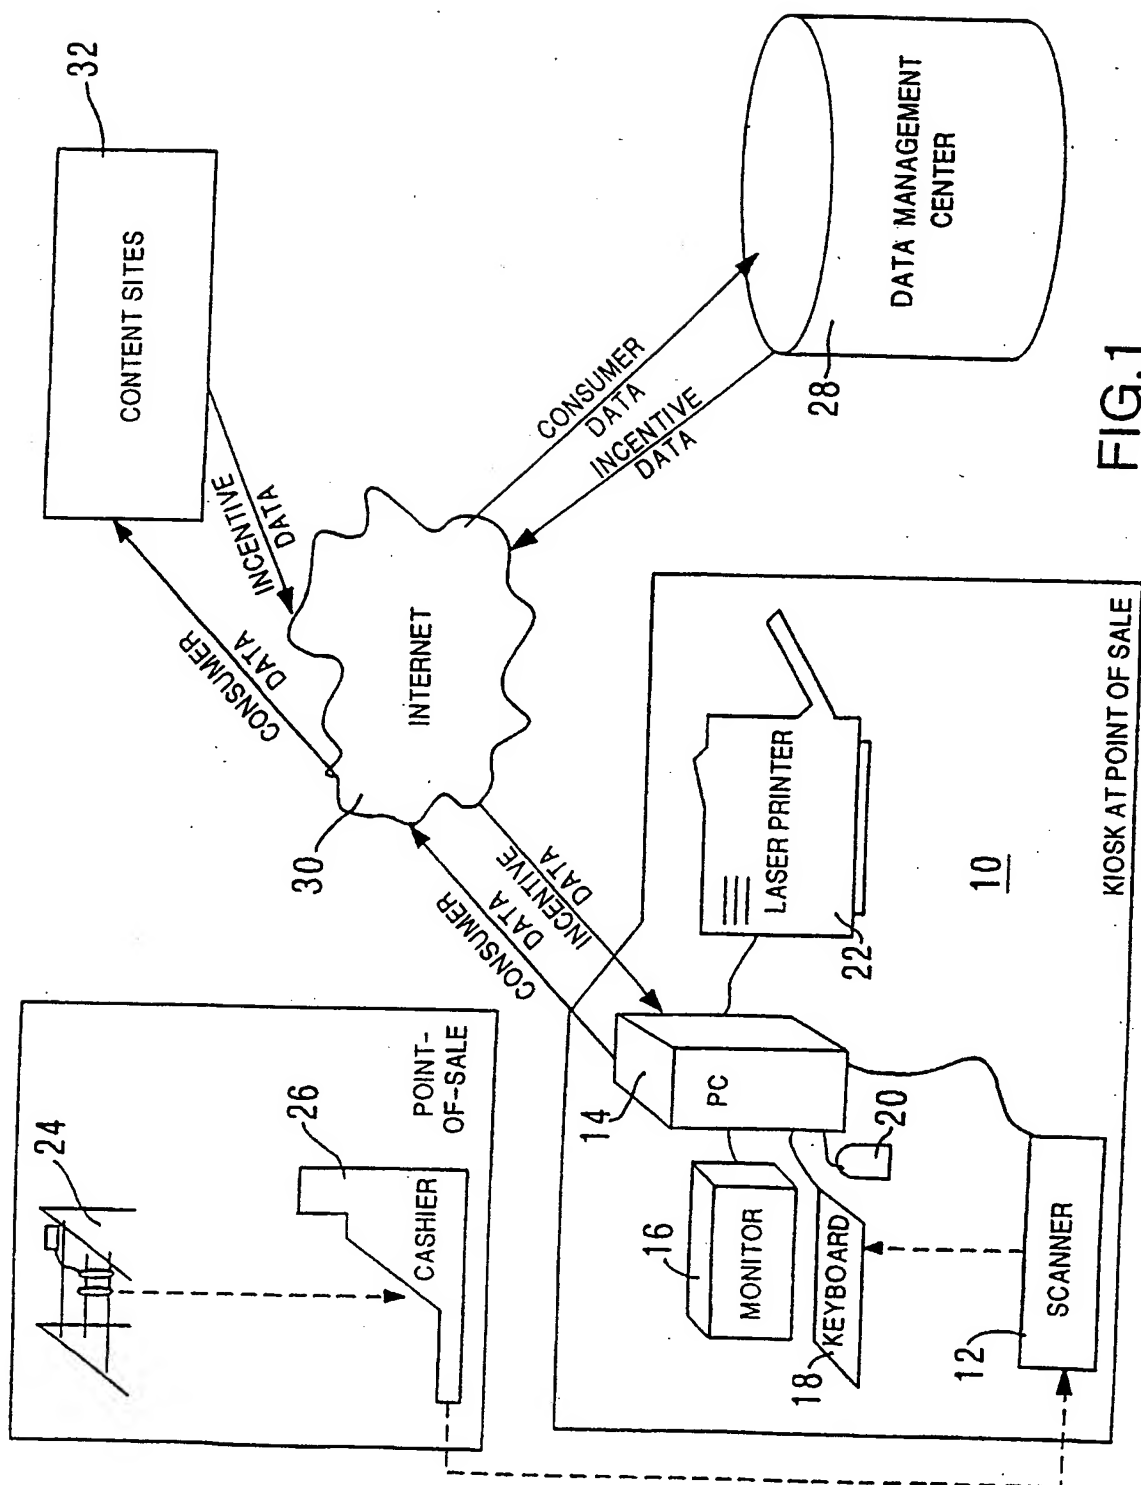 32
CONTENT SITES
INCENTIVE
DATA
CONSUMER
DATA
INTERNET
30
CONSUMER
DATA
INCENTIVE
DATA
DATA MANAGEMENT
CENTER
28
CONSUMER
DATA
INCENTIVE
DATA
24
26
CASHIER
POINT-
OF-SALE
14
PC
16
MONITOR
18
KEYBOARD
20
12
SCANNER
LASER PRINTER
22
10
KIOSK AT POINT OF SALE
FIG.1